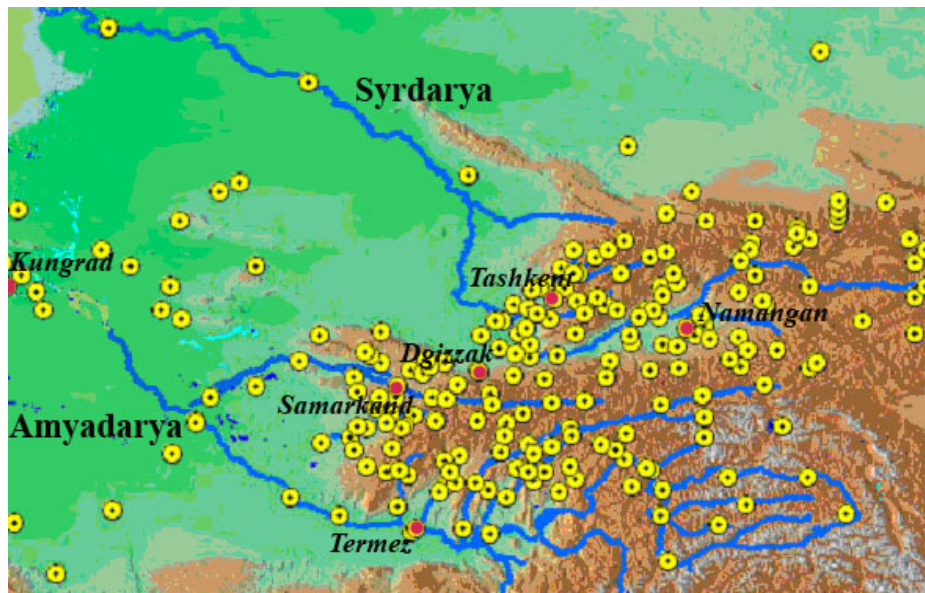 Syrdarya
Kungrad
Tashkent
Namangan
Dgizzak
Samarkand
Amyadarya
Termez